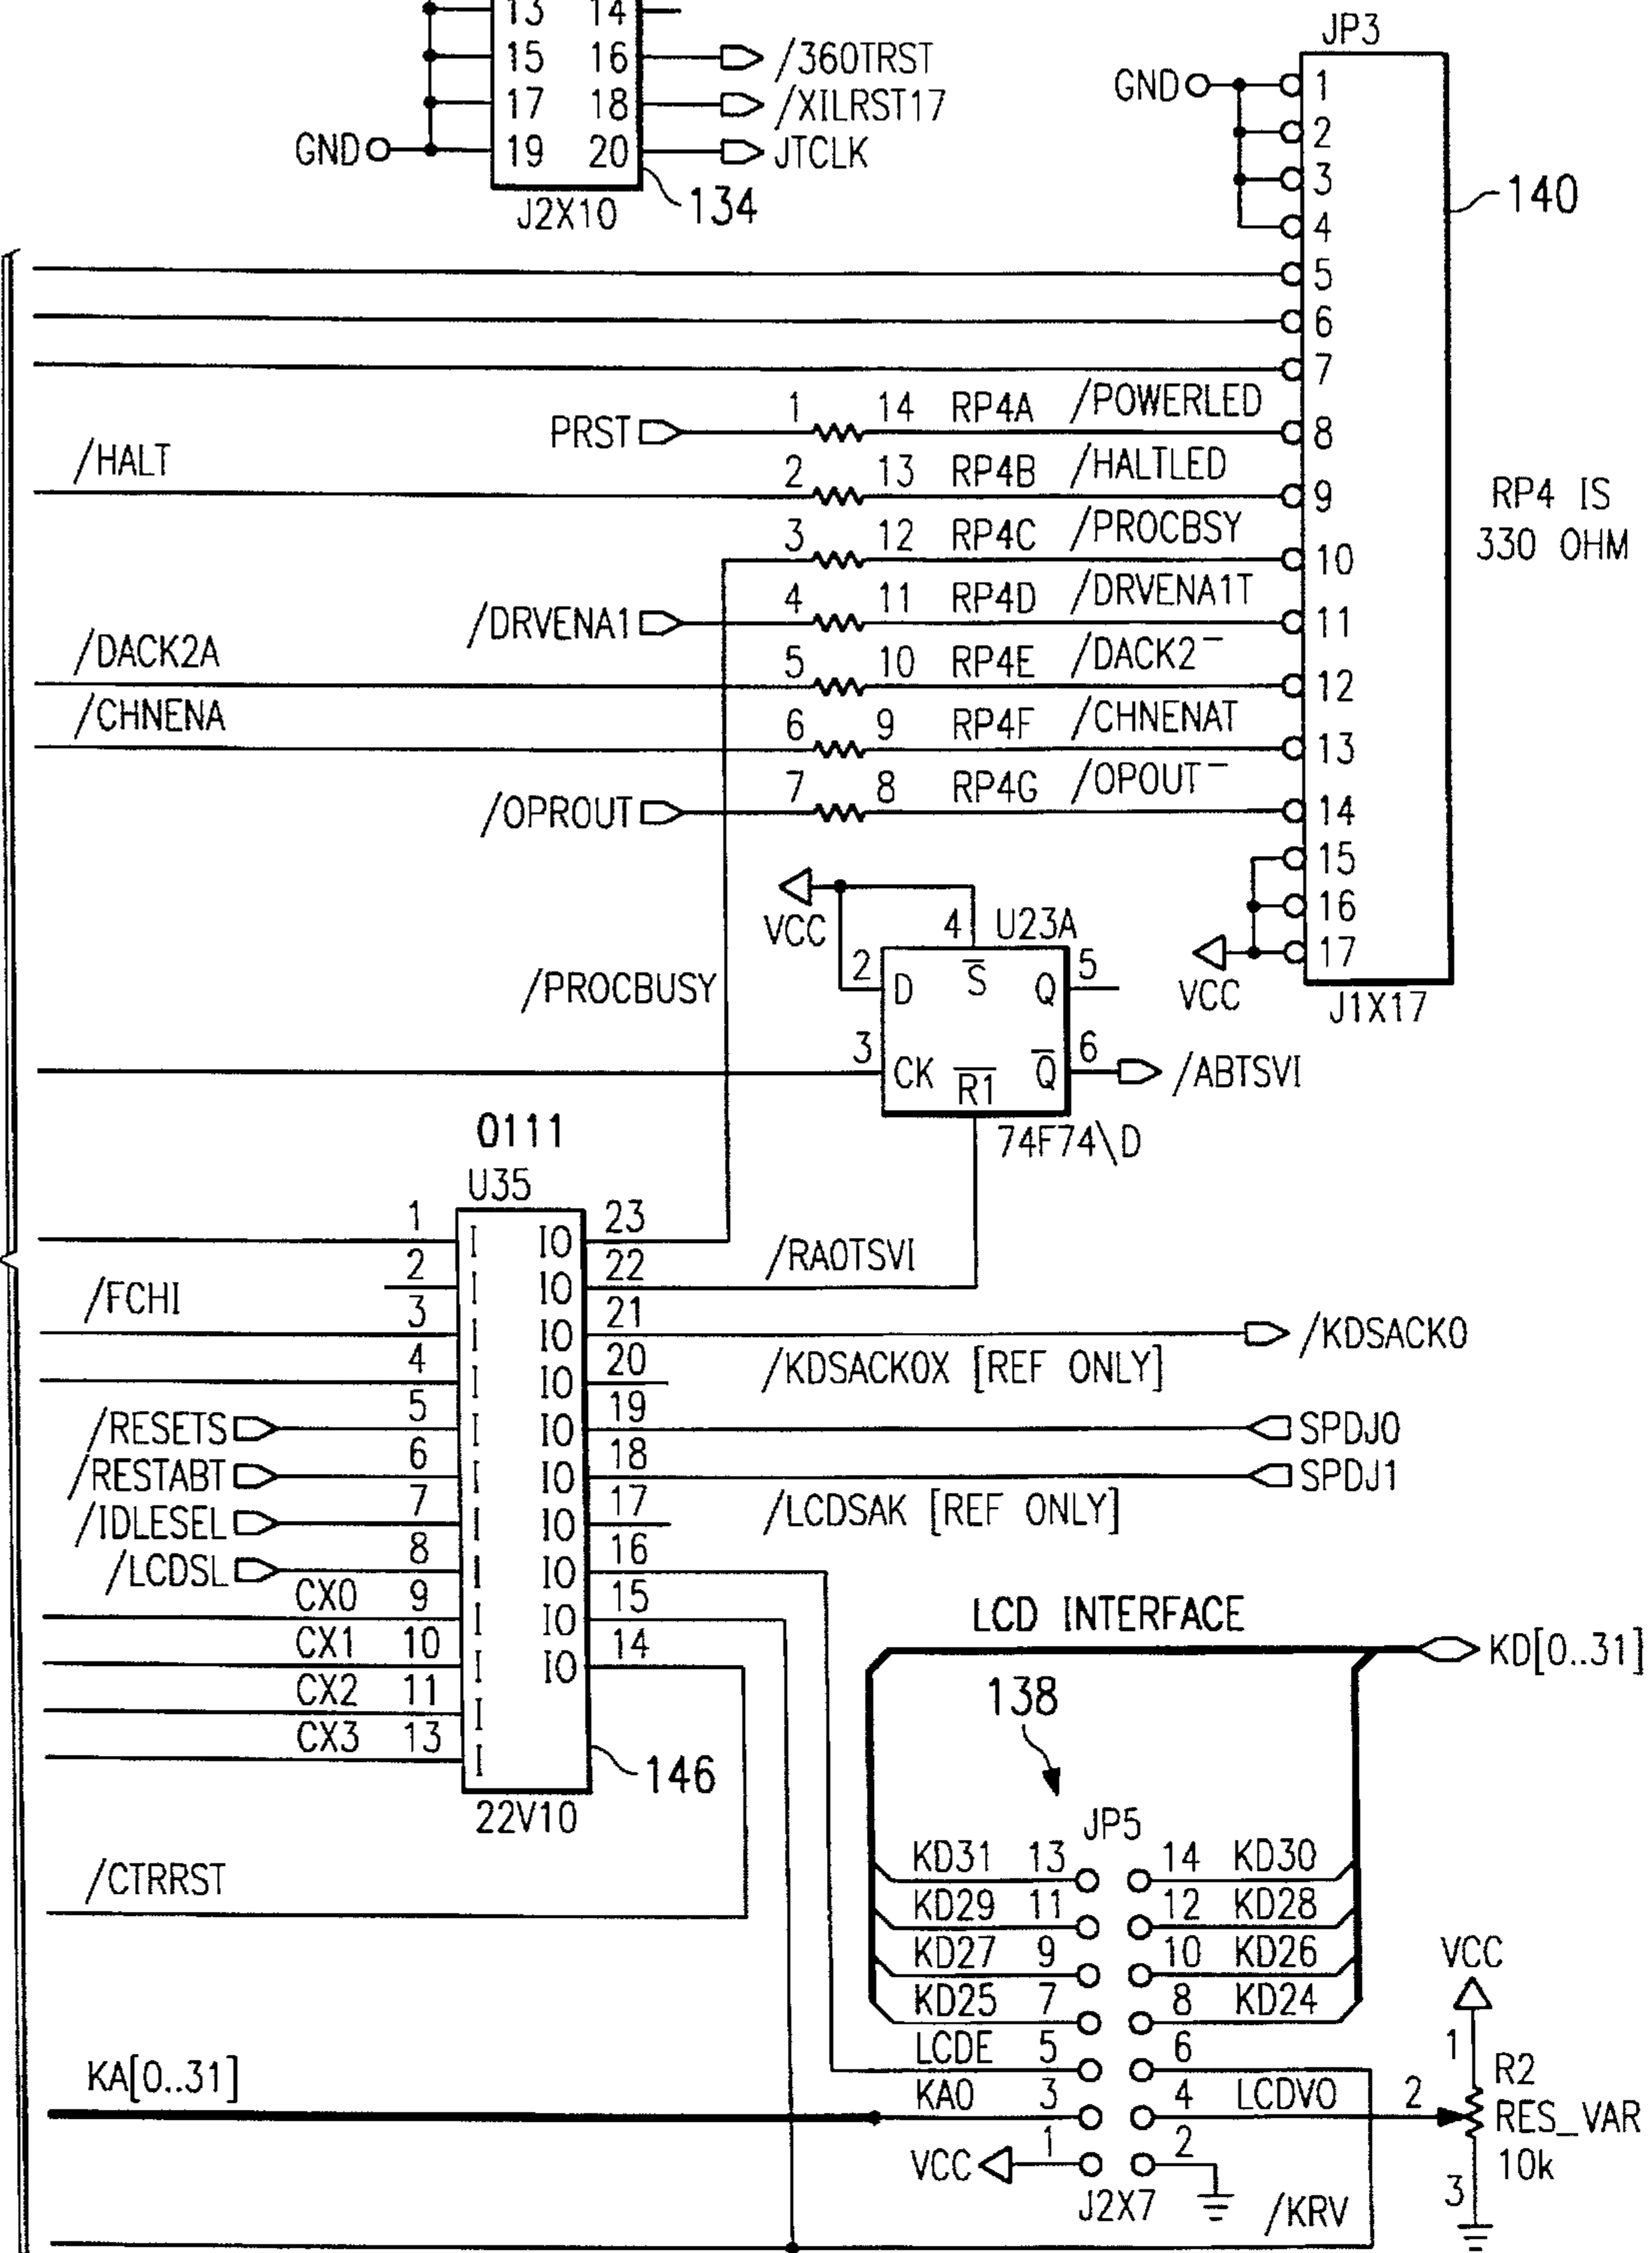 13 14
15 16 /360TRST
17 18 /XILRST17
GND 19 20 JTCLK
J2X10 134
JP3
GND 1
2
3
4
140
5
6
7
PRST 1 14 RP4A /POWERLED 8
/HALT 2 13 RP4B /HALTLED 9
3 12 RP4C /PROCBSY 10
/DRVENA1 4 11 RP4D /DRVENA1T 11
/DACK2A 5 10 RP4E /DACK2¯ 12
/CHNENA 6 9 RP4F /CHNENAT 13
/OPROUT 7 8 RP4G /OPOUT¯ 14
15
16
VCC 17
J1X17
RP4 IS
330 OHM
VCC 4 U23A
2 D S̅ Q 5
3 CK R̅1̅ Q̅ 6 /ABTSVI
74F74\D
/PROCBUSY
0111
U35
1 I IO 23
2 I IO 22 /RAOTSVI
/FCHI 3 I IO 21 /KDSACK0
4 I IO 20 /KDSACK0X [REF ONLY]
/RESETS 5 I IO 19 SPDJ0
/RESTABT 6 I IO 18 SPDJ1
/IDLESEL 7 I IO 17 /LCDSAK [REF ONLY]
/LCDSL 8 I IO 16
CX0 9 I IO 15
CX1 10 I IO 14
CX2 11 I
CX3 13 I
146
22V10
/CTRRST
LCD INTERFACE
KD[0..31]
138
JP5
KD31 13 14 KD30
KD29 11 12 KD28
KD27 9 10 KD26
KD25 7 8 KD24
LCDE 5 6
KA[0..31] KA0 3 4 LCDVO 2
VCC 1 2
J2X7
/KRV
VCC
1
R2
RES_VAR
10k
3